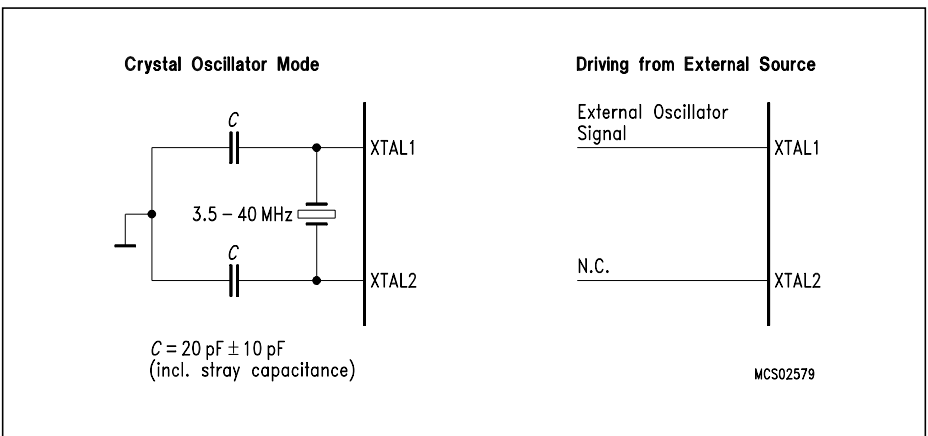 Crystal Oscillator Mode
C
XTAL1
3.5 – 40 MHz
C
XTAL2
C = 20 pF ± 10 pF
(incl. stray capacitance)
Driving from External Source
External Oscillator
Signal
XTAL1
N.C.
XTAL2
MCS02579